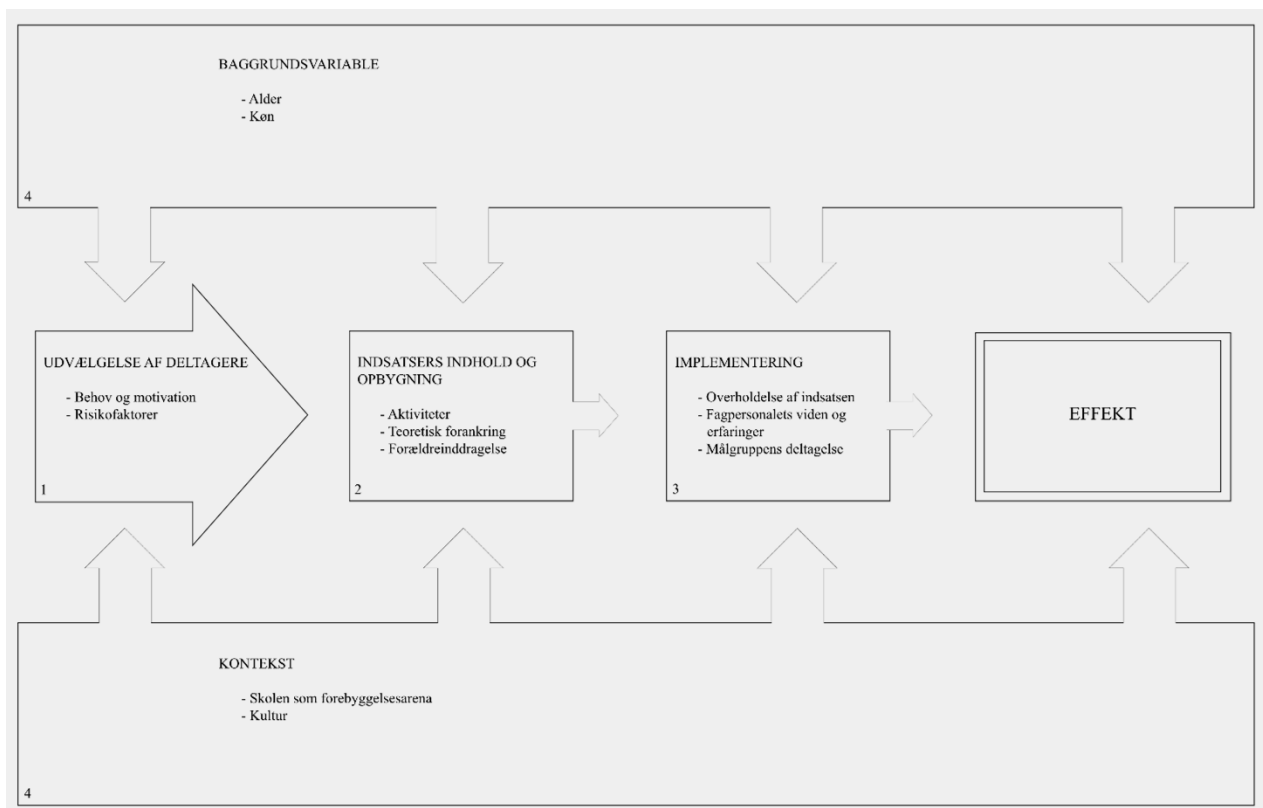 BAGGRUNDSVARIABLE
- Alder
- Køn
4
UDVÆLGELSE AF DELTAGERE
- Behov og motivation
- Risikofaktorer
1
INDSATSERS INDHOLD OG
OPBYGNING
- Aktiviteter
- Teoretisk forankring
- Forældreinddragelse
2
IMPLEMENTERING
- Overholdelse af indsatsen
- Fagpersonalets viden og
erfaringer
- Målgruppens deltagelse
3
EFFEKT
KONTEKST
- Skolen som forebyggelsesarena
- Kultur
4